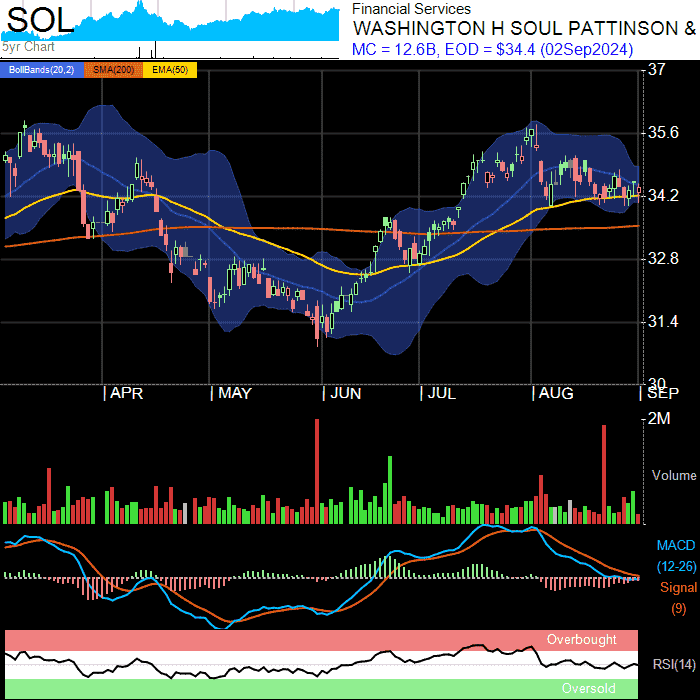 SOL
5yr Chart
Financial Services
WASHINGTON H SOUL PATTINSON &
MC = 12.6B, EOD = $34.4 (02Sep2024)
BollBands(20,2) SMA(200) EMA(50)
37
35.6
34.2
32.8
31.4
30
| APR | MAY | JUN | JUL | AUG | SEP
2M
Volume
MACD
(12-26)
Signal
(9)
Overbought
RSI(14)
Oversold